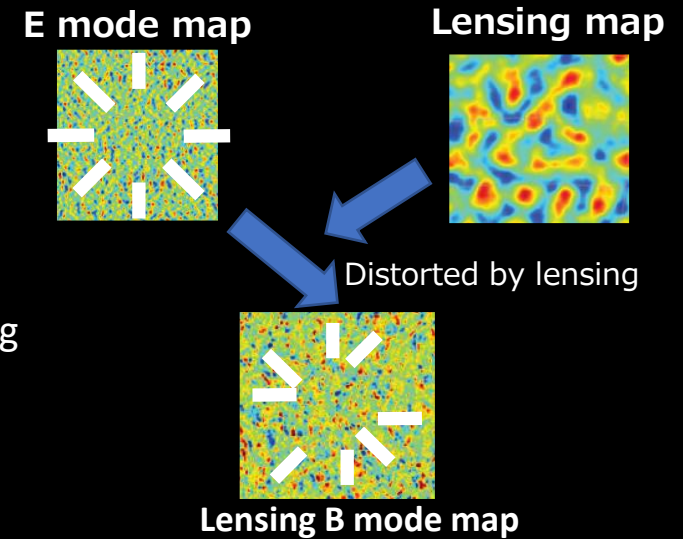 E mode map
Lensing map
Distorted by lensing
g
Lensing B mode map